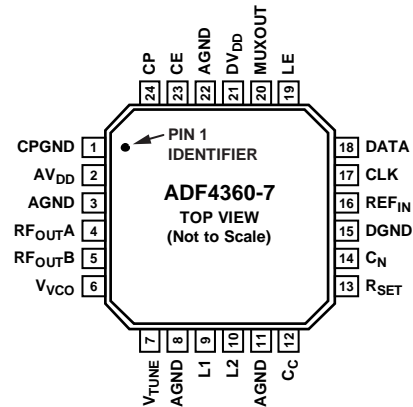 CP
CE
AGND
DVDD
MUXOUT
LE
24
23
22
21
20
19
CPGND 1
AVDD 2
AGND 3
RFOUTA 4
RFOUTB 5
VVCO 6
PIN 1
IDENTIFIER
ADF4360-7
TOP VIEW
(Not to Scale)
18 DATA
17 CLK
16 REFIN
15 DGND
14 CN
13 RSET
7
8
9
10
11
12
VTUNE
AGND
L1
L2
AGND
CC